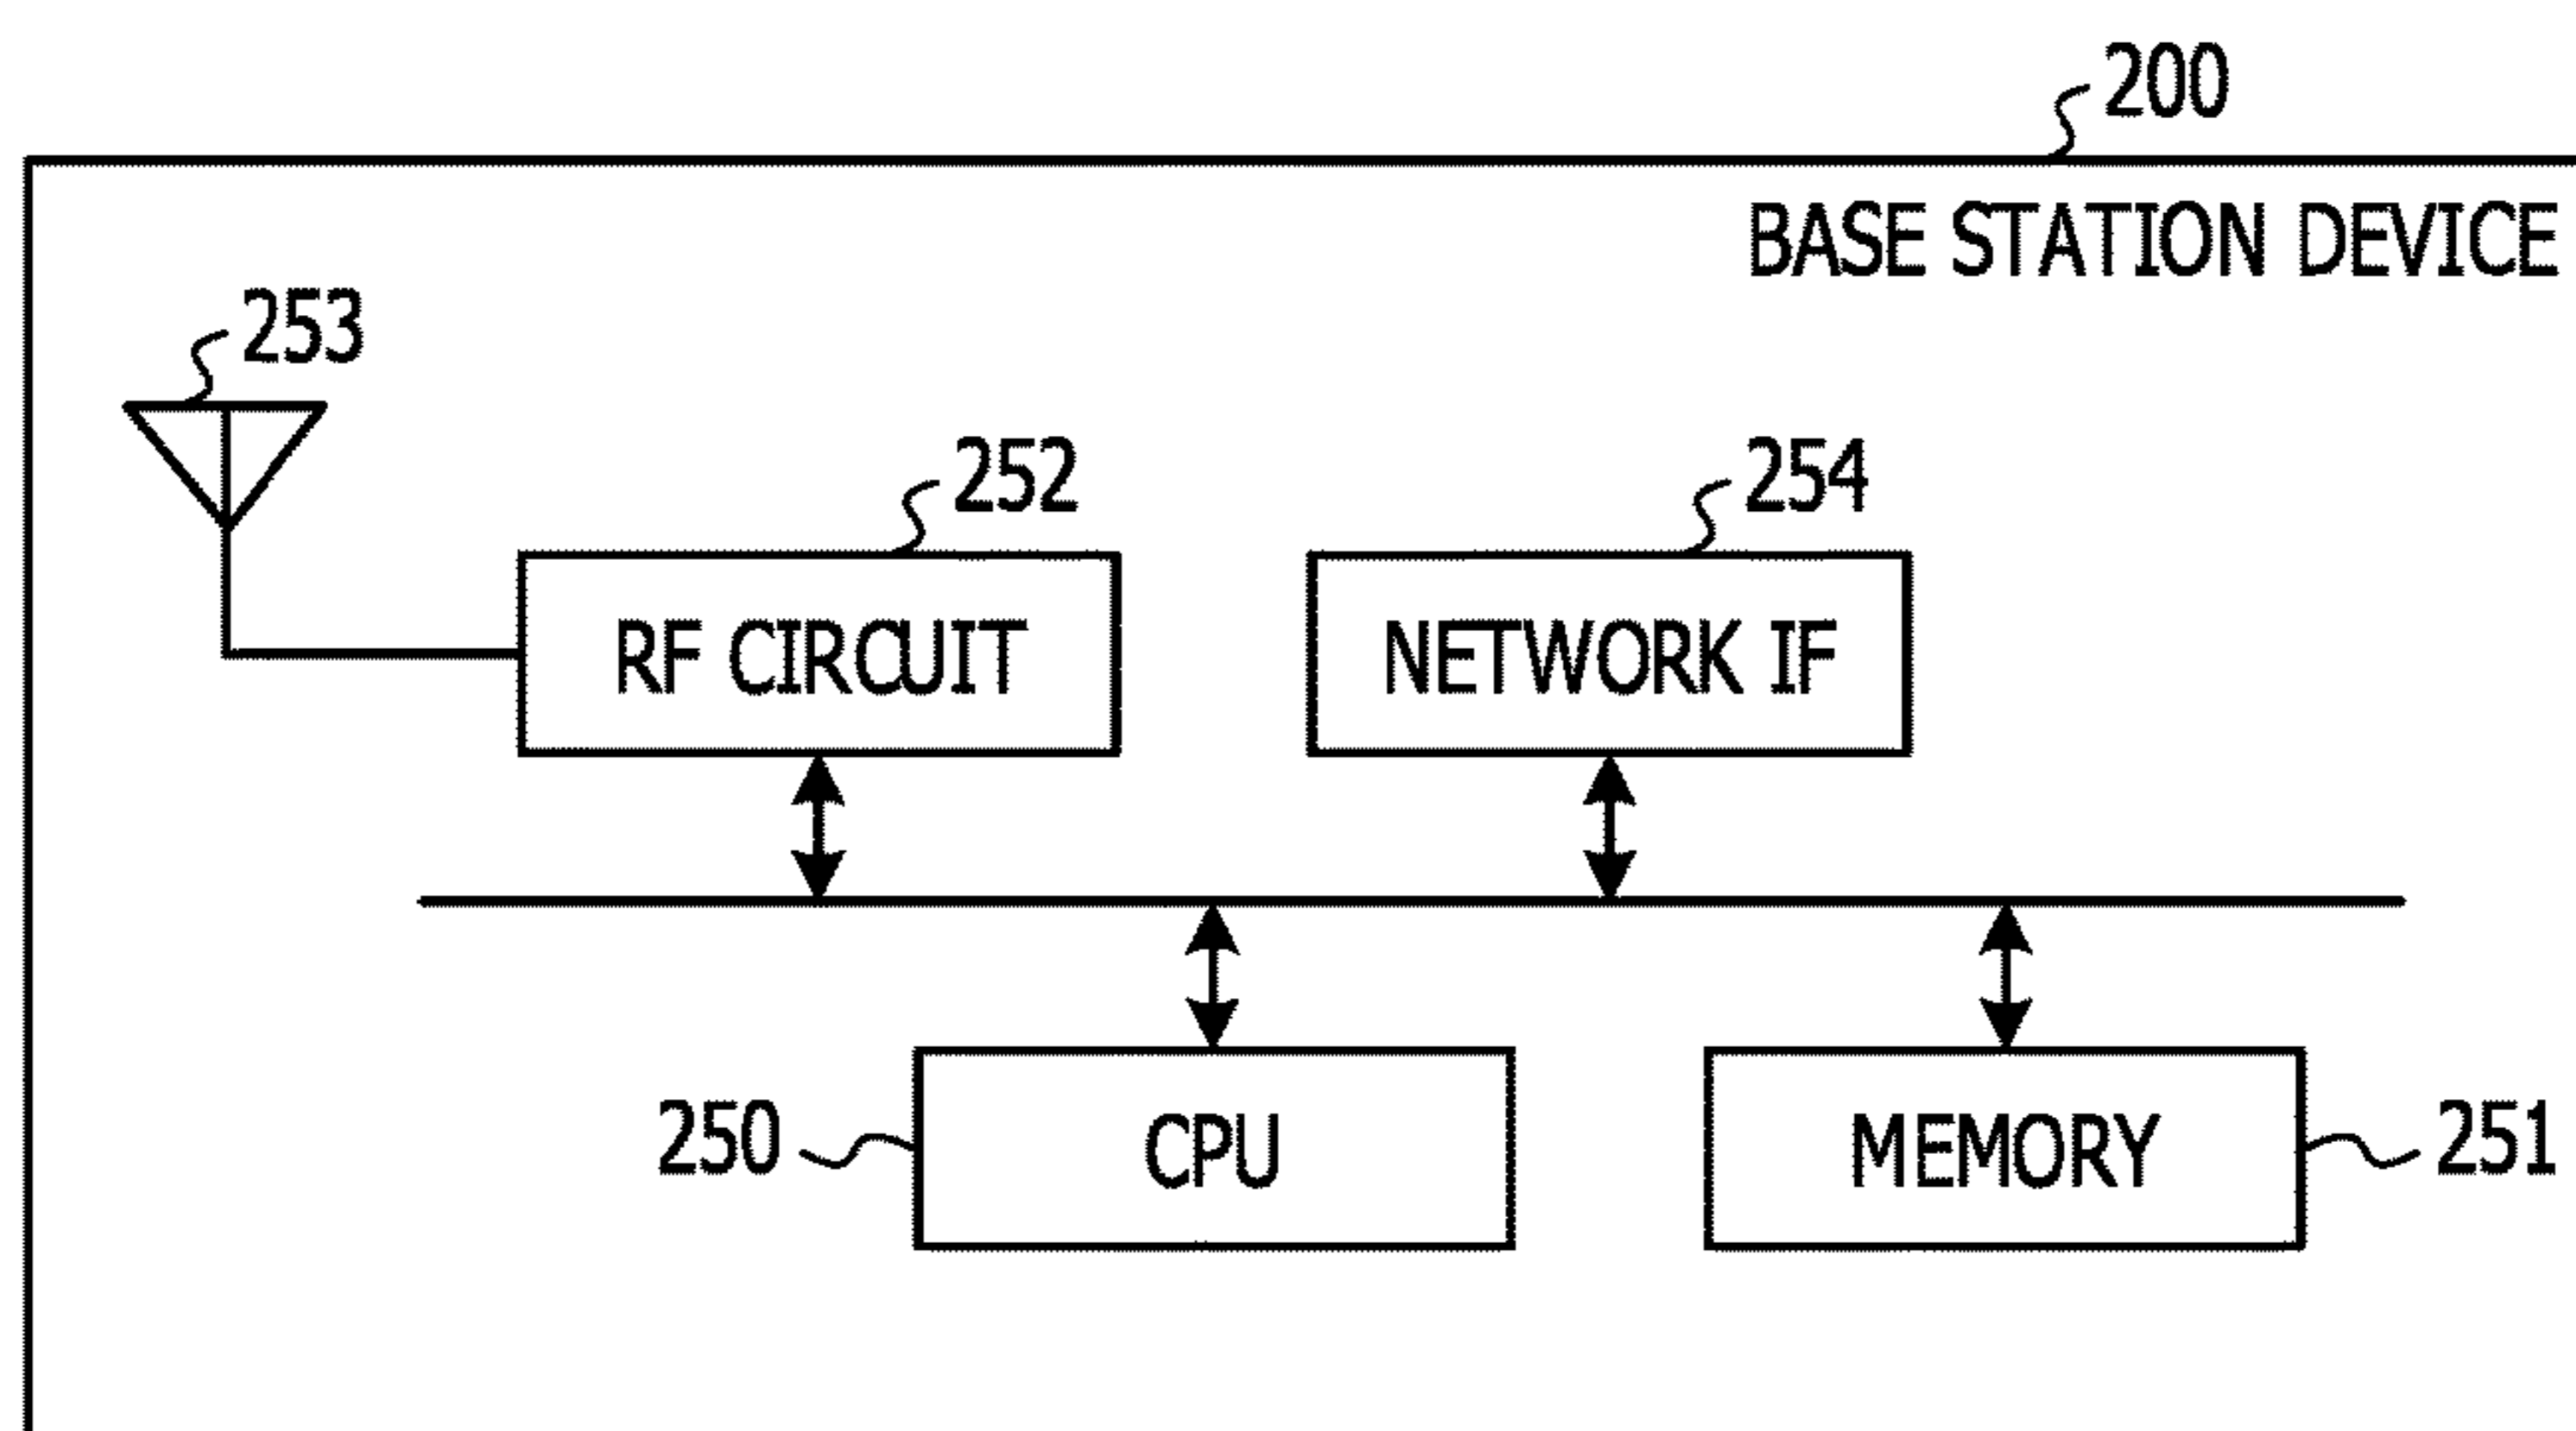 200
BASE STATION DEVICE
253
252
254
RF CIRCUIT
NETWORK IF
250
CPU
MEMORY
251